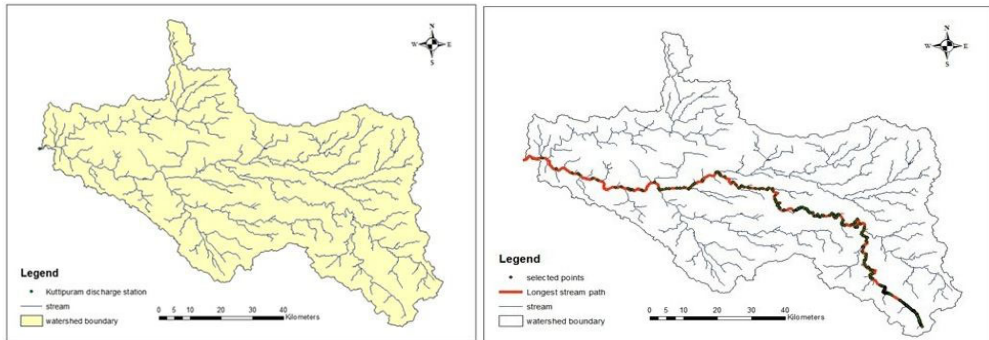 N
W E
S
Legend
Kuttipuram discharge station
stream
watershed boundary
0 5 10 20 30 40
Kilometers
N
W E
S
Legend
selected points
Longest stream path
stream
watershed boundary
0 5 10 20 30 40
Kilometers